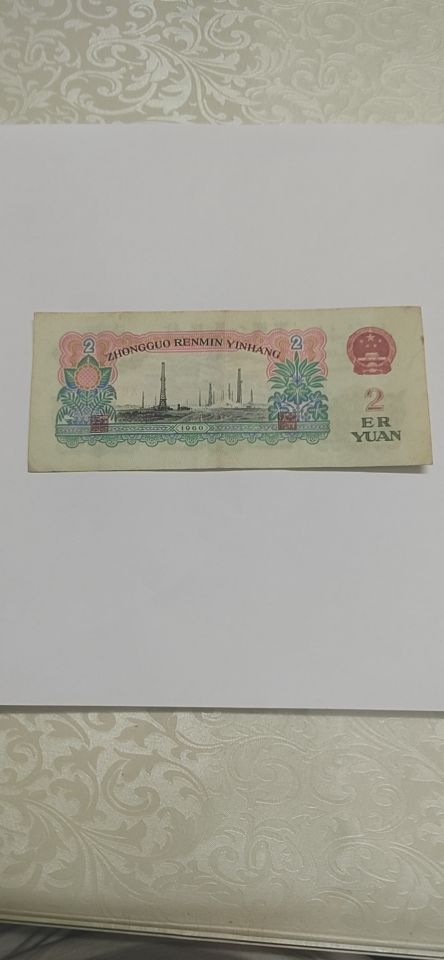 2
ZHONGGUO RENMIN YINHANG
2
1960
2
ER
YUAN